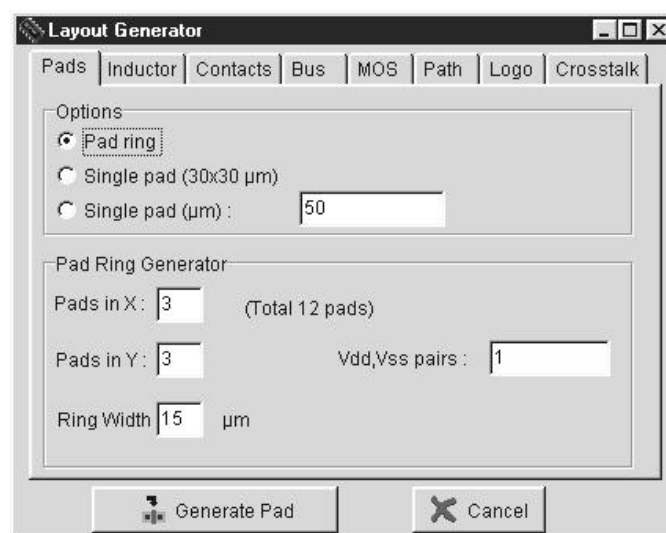 Layout Generator
Pads Inductor Contacts Bus MOS Path Logo Crosstalk
Options
Pad ring
Single pad (30x30 µm)
Single pad (µm) : 50
Pad Ring Generator
Pads in X : 3 (Total 12 pads)
Pads in Y : 3 Vdd,Vss pairs : 1
Ring Width 15 µm
Generate Pad Cancel